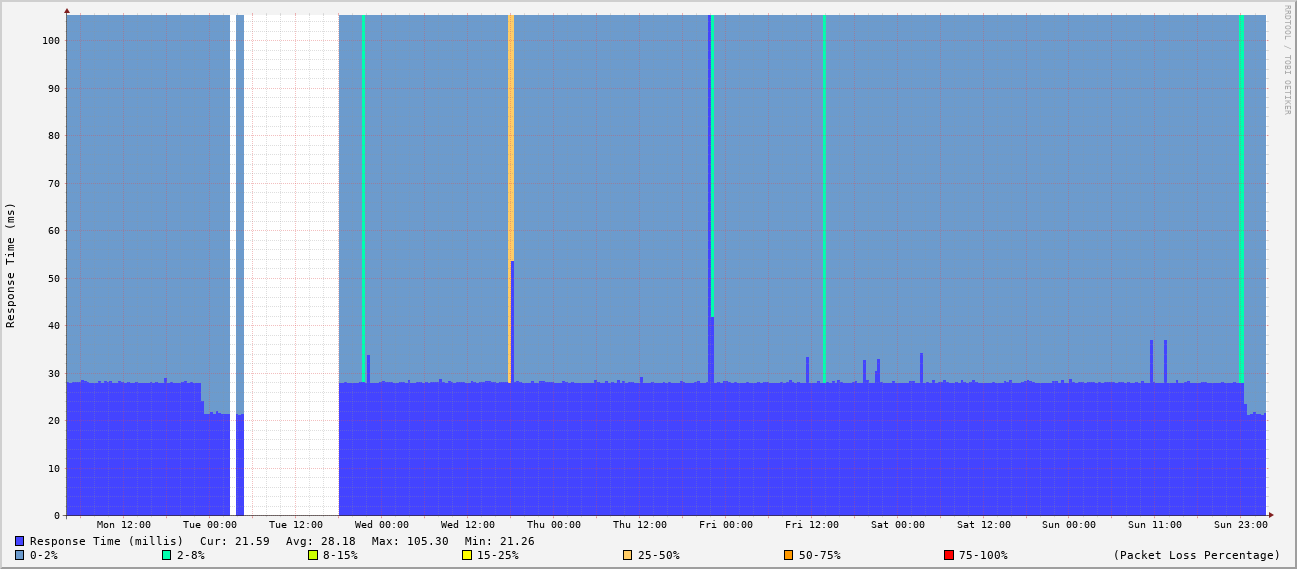 RRDTOOL / TOBI OETIKER
Response Time (ms)
100
90
80
70
60
50
40
30
20
10
0
Mon 12:00 Tue 00:00 Tue 12:00 Wed 00:00 Wed 12:00 Thu 00:00 Thu 12:00 Fri 00:00 Fri 12:00 Sat 00:00 Sat 12:00 Sun 00:00 Sun 11:00 Sun 23:00
Response Time (millis) Cur: 21.59 Avg: 28.18 Max: 105.30 Min: 21.26
0-2% 2-8% 8-15% 15-25% 25-50% 50-75% 75-100% (Packet Loss Percentage)